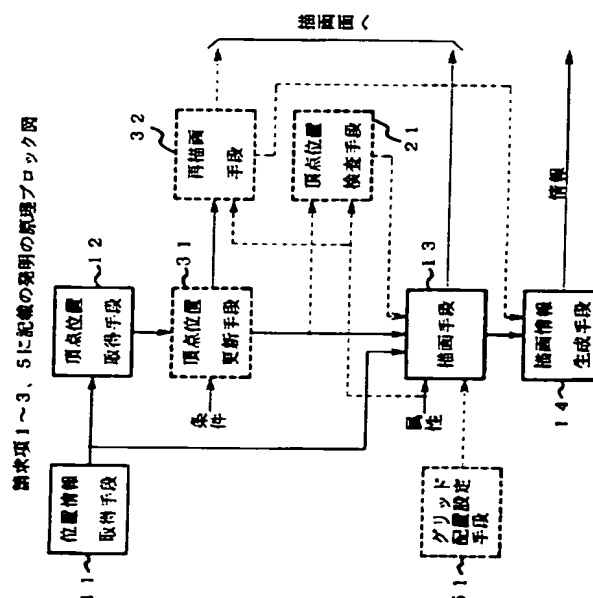 請求項1～3、5に記載の発明の原理ブロック図
位置情報
取得手段
頂点位置
取得手段
12
頂点位置
更新手段
31
条件
再描画
手段
32
頂点位置
検査手段
21
描画面へ
描画手段
13
属性
グリッド
配置設定
手段
描画情報
生成手段
14
情報